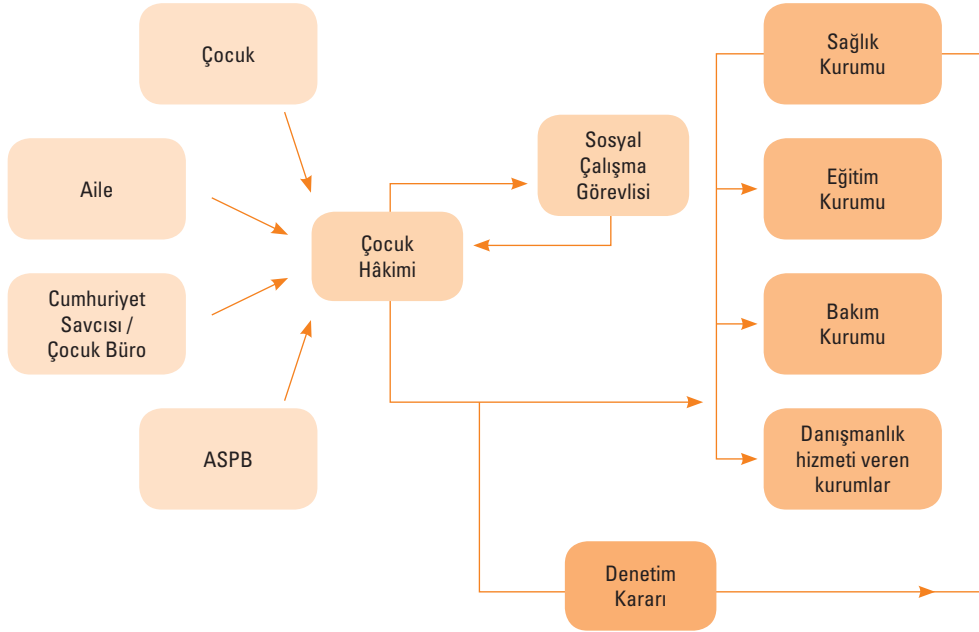 Çocuk
Aile
Cumhuriyet
Savcısı /
Çocuk Büro
ASPB
Çocuk
Hâkimi
Sosyal
Çalışma
Görevlisi
Sağlık
Kurumu
Eğitim
Kurumu
Bakım
Kurumu
Danışmanlık
hizmeti veren
kurumlar
Denetim
Kararı